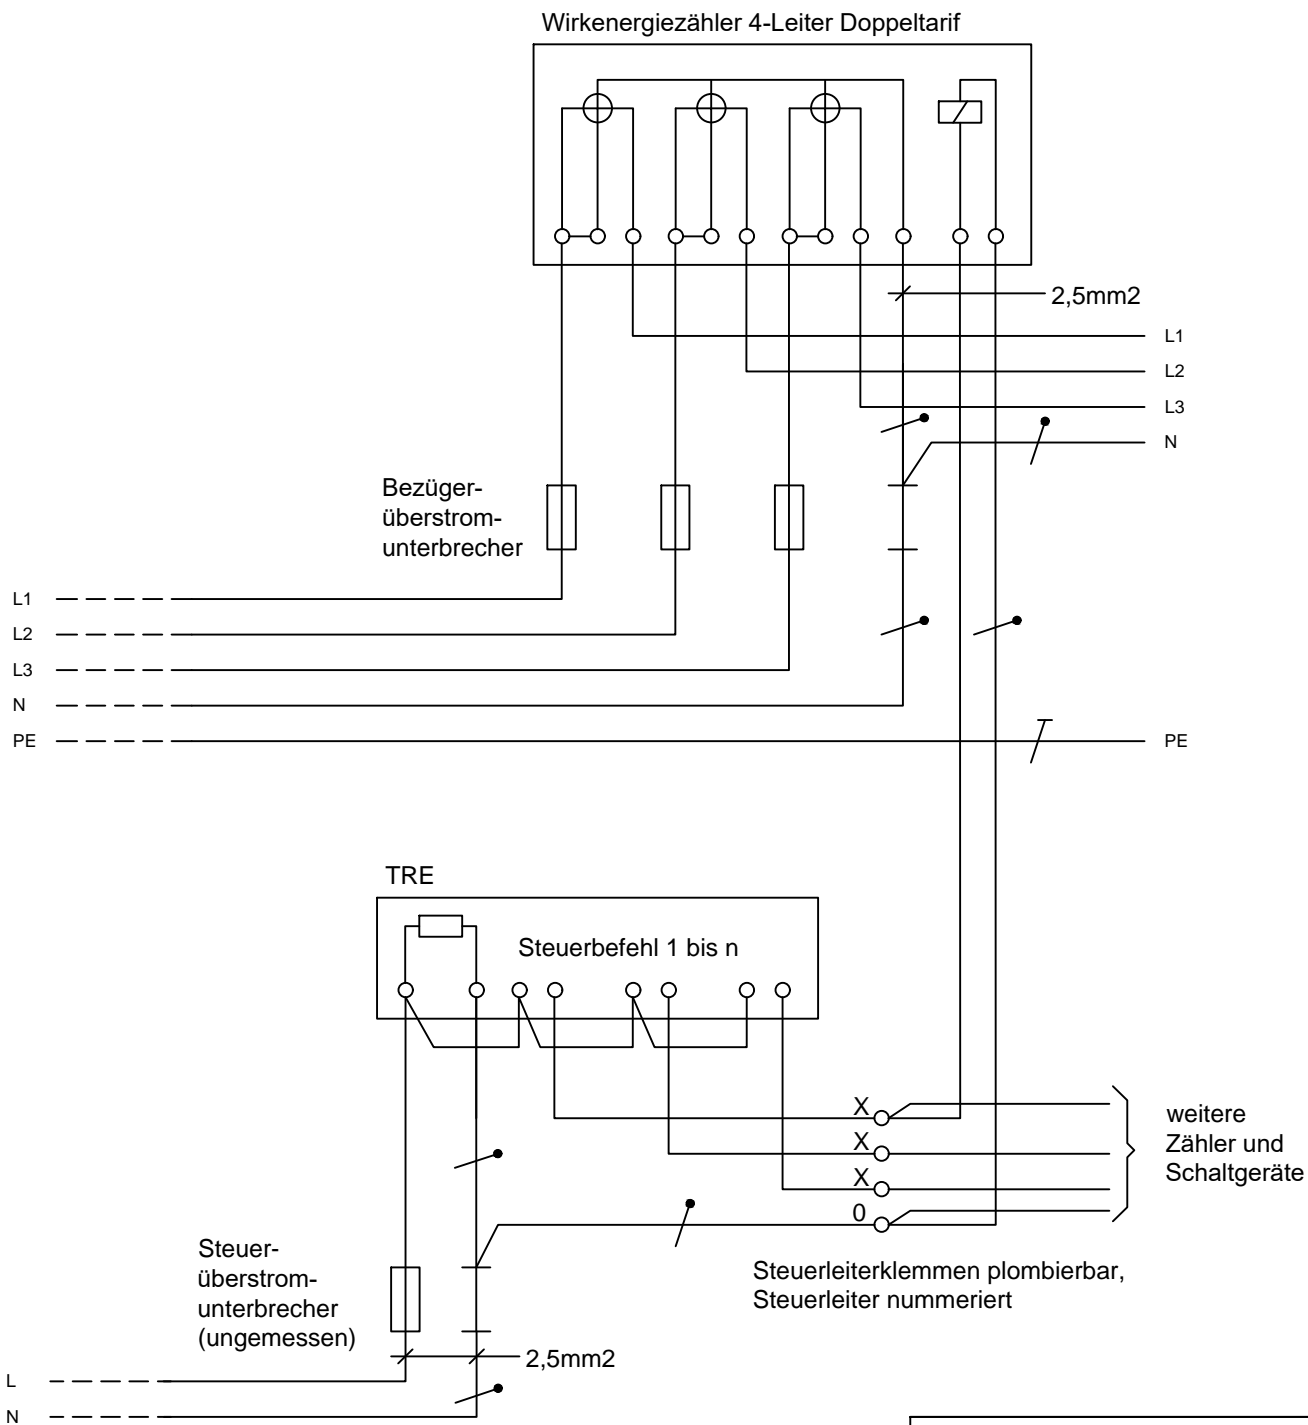 Wirkenergiezähler 4-Leiter Doppeltarif
2,5mm2
L1
L2
L3
N
Bezüger-
überstrom-
unterbrecher
L1
L2
L3
N
PE
PE
TRE
Steuerbefehl 1 bis n
X
X
X
0
weitere
Zähler und
Schaltgeräte
Steuer-
überstrom-
unterbrecher
(ungemessen)
Steuerleiterklemmen plombierbar,
Steuerleiter nummeriert
2,5mm2
L
N